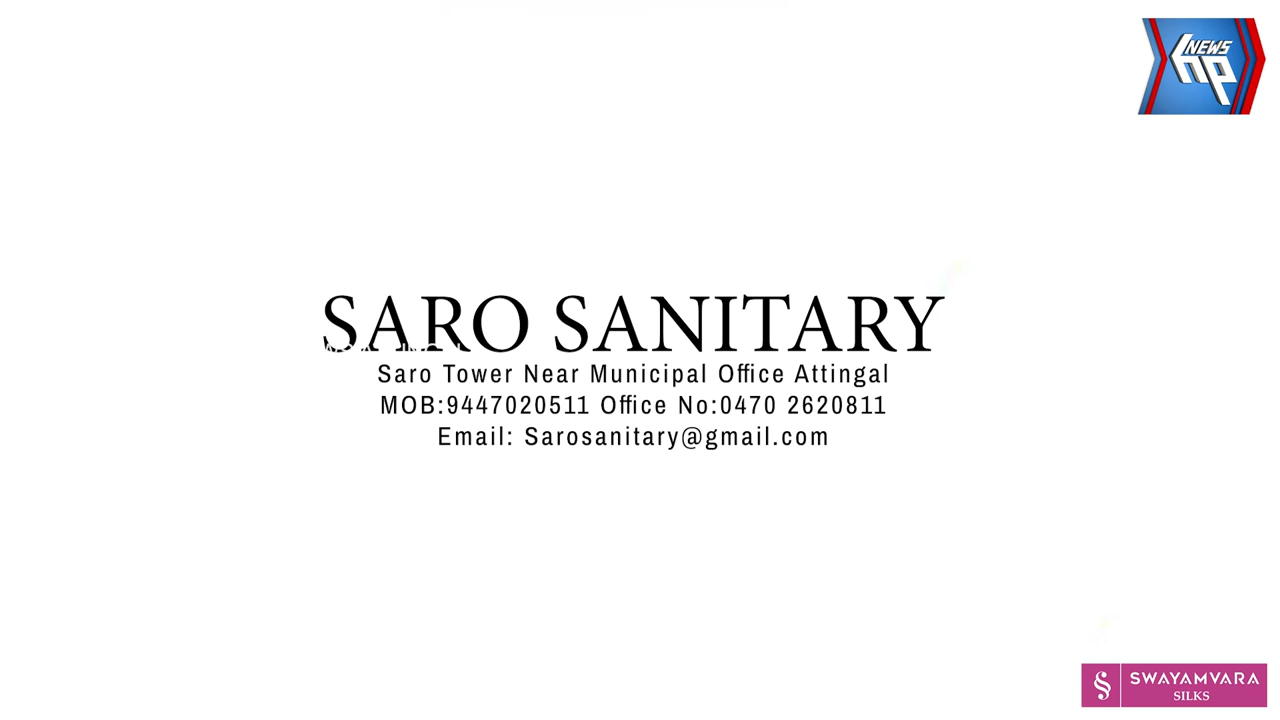 NEWS
np
SARO SANITARY
Saro Tower Near Municipal Office Attingal
MOB:9447020511 Office No:0470 2620811
Email: Sarosanitary@gmail.com
SWAYAMVARA
SILKS